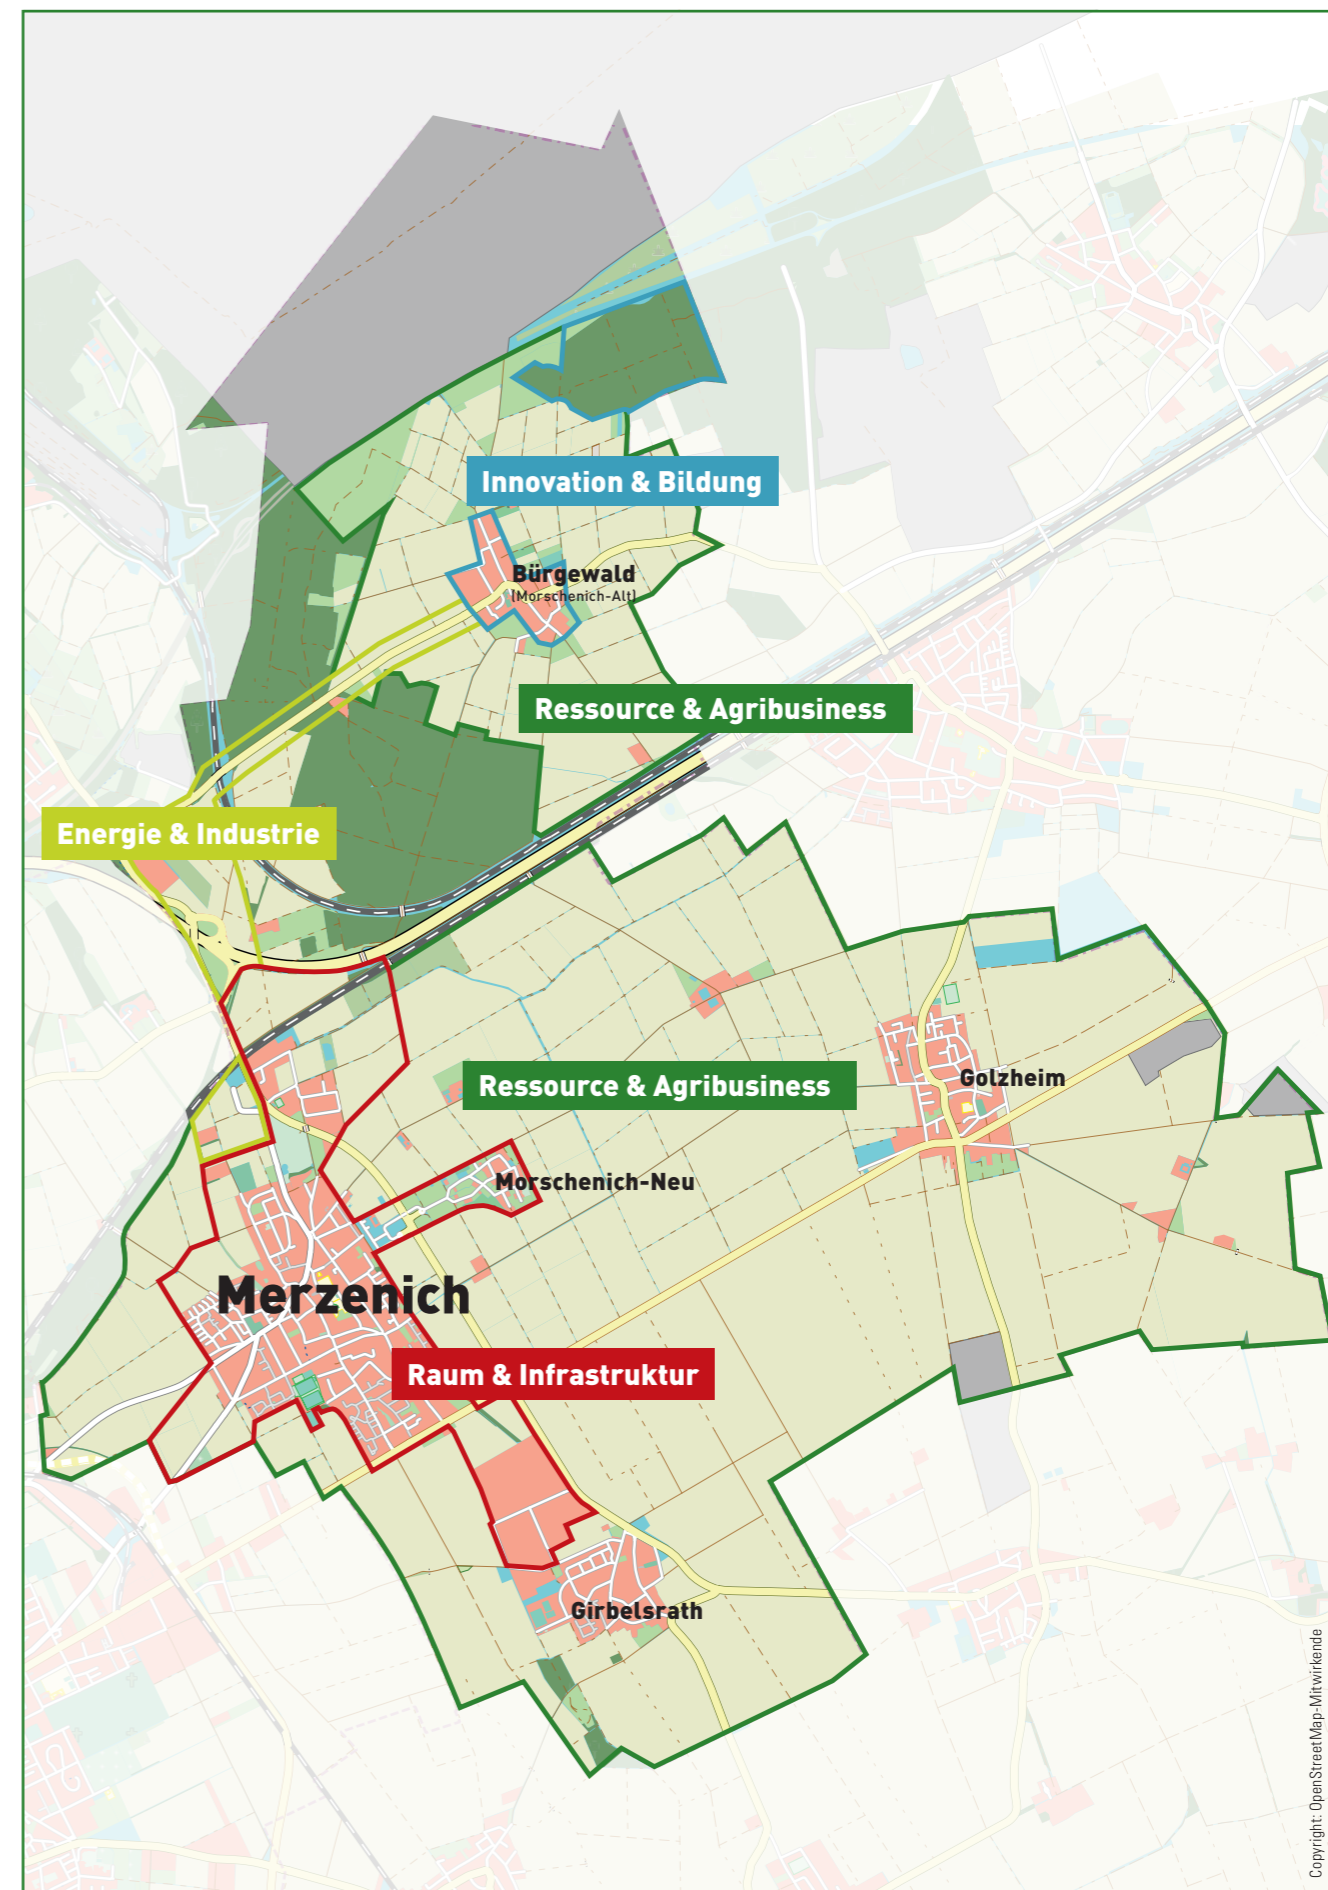 Innovation & Bildung
Bürgewald
(Morschenich-Alt)
Ressource & Agribusiness
Energie & Industrie
Ressource & Agribusiness
Golzheim
Morschenich-Neu
Merzenich
Raum & Infrastruktur
Girbelsrath
Copyright: OpenStreetMap-Mitwirkende